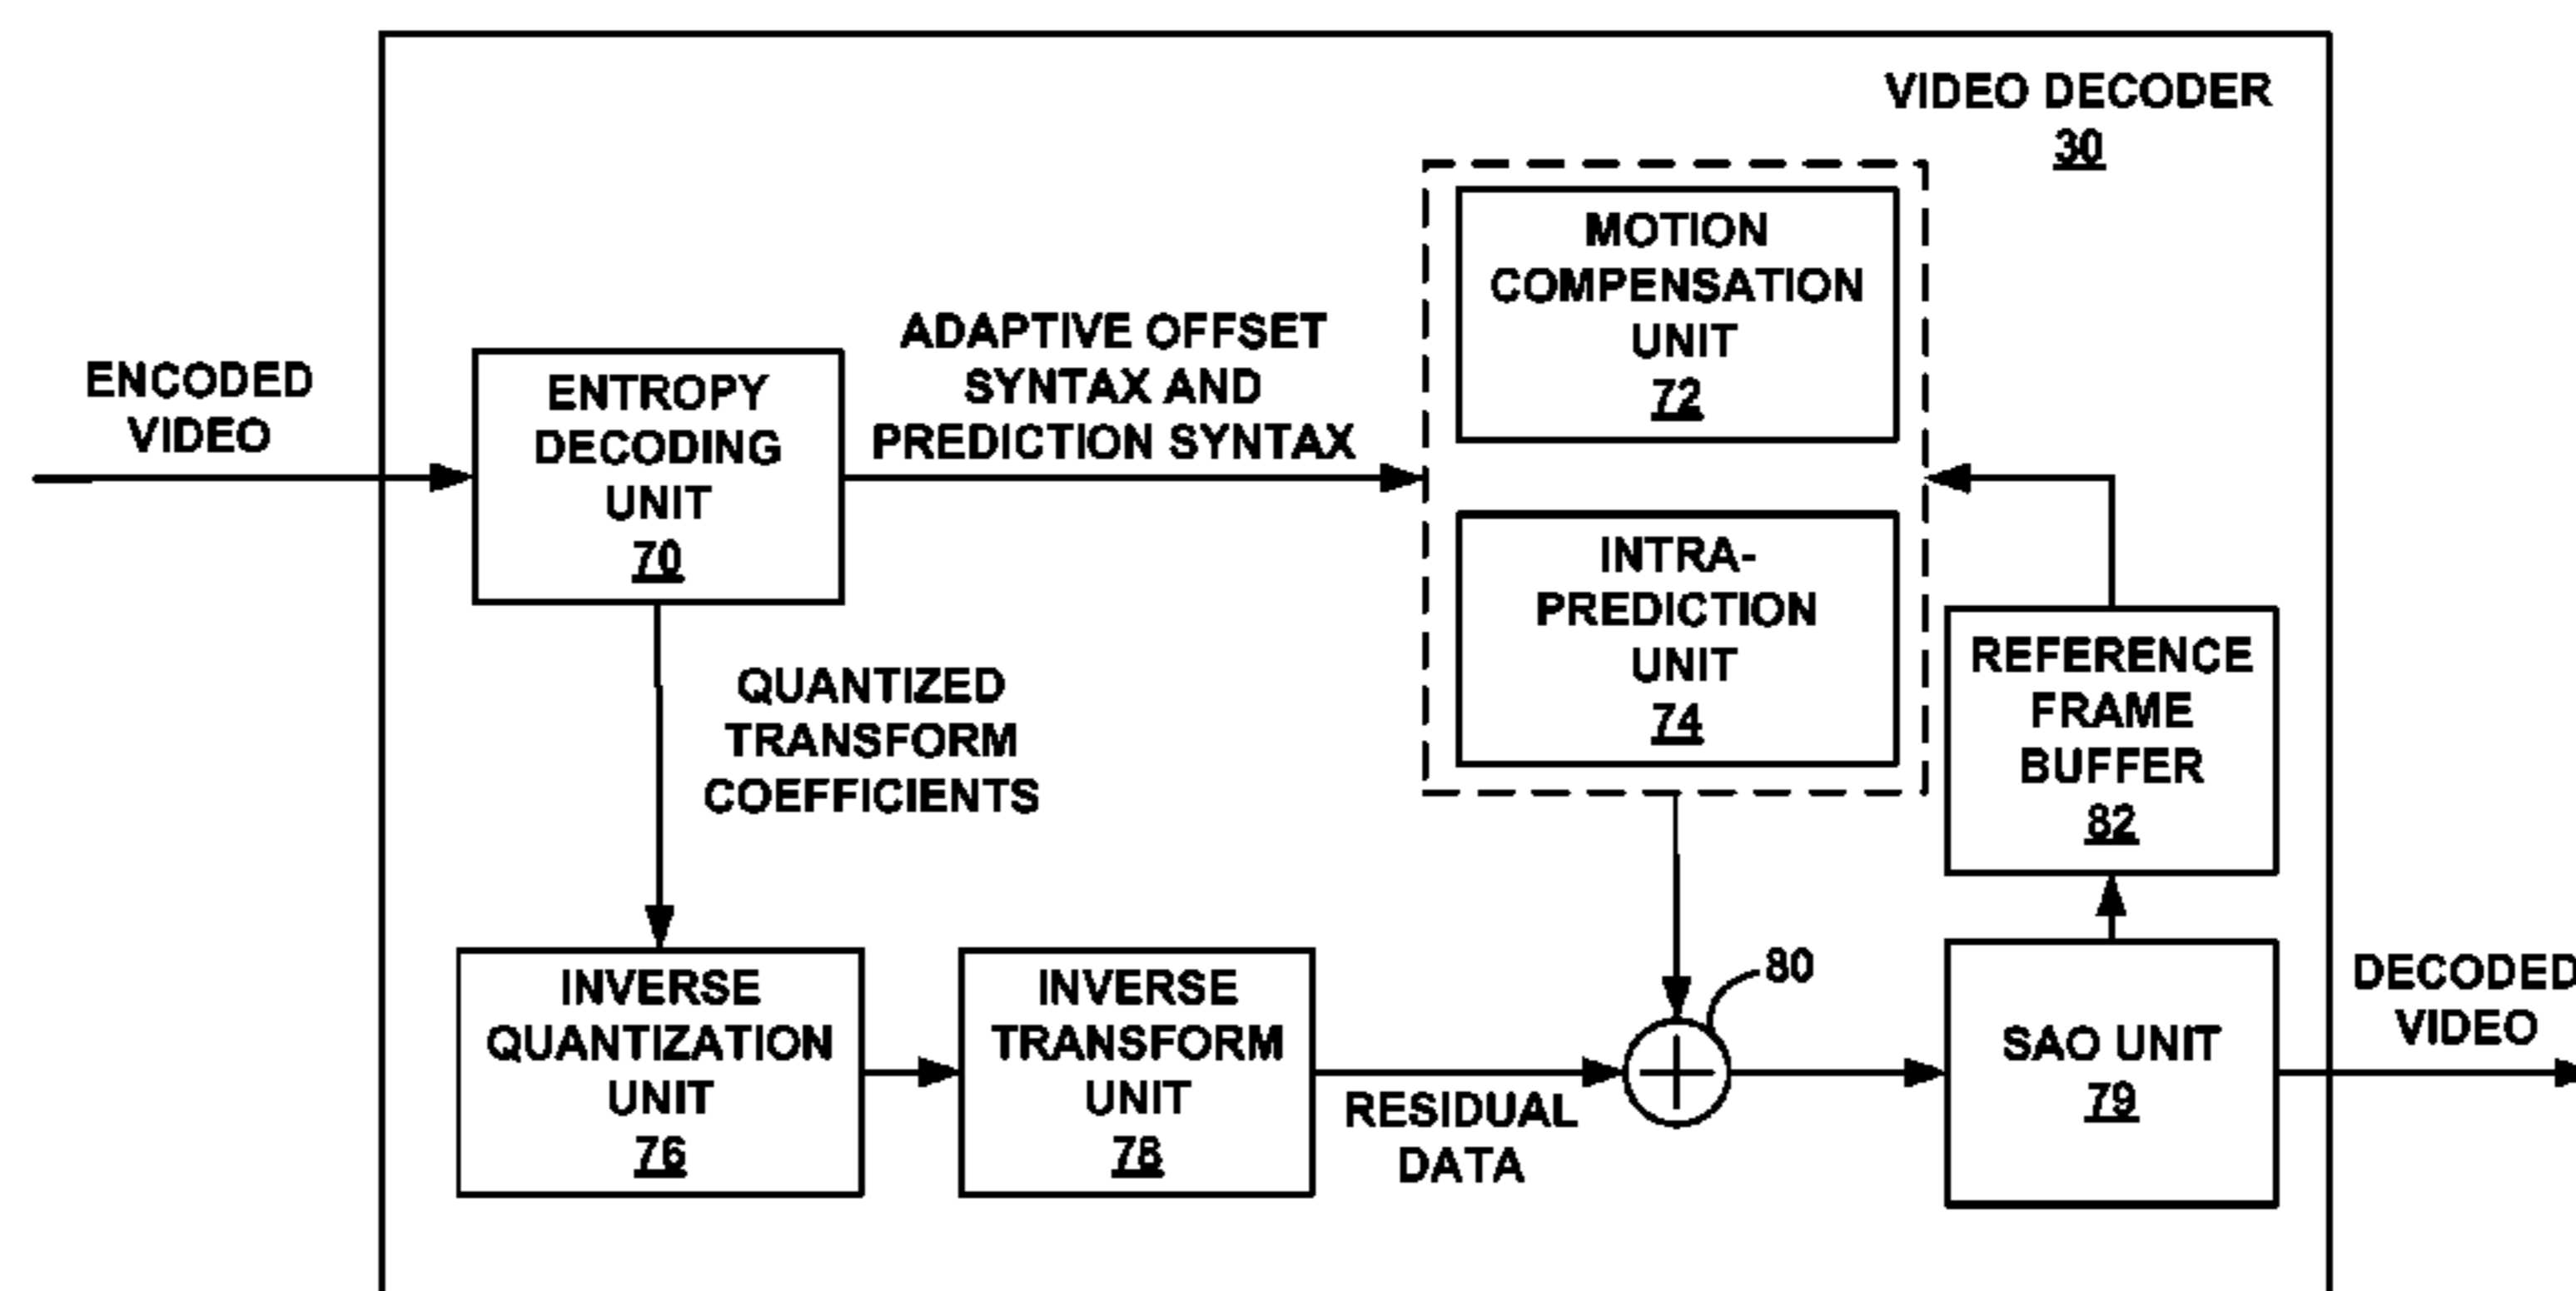 VIDEO DECODER
30
MOTION
COMPENSATION
UNIT
72
ADAPTIVE OFFSET
SYNTAX AND
PREDICTION SYNTAX
ENCODED
VIDEO
ENTROPY
DECODING
UNIT
70
INTRA-
PREDICTION
UNIT
74
REFERENCE
FRAME
BUFFER
82
QUANTIZED
TRANSFORM
COEFFICIENTS
INVERSE
QUANTIZATION
UNIT
76
INVERSE
TRANSFORM
UNIT
78
RESIDUAL
DATA
80
SAO UNIT
79
DECODED
VIDEO